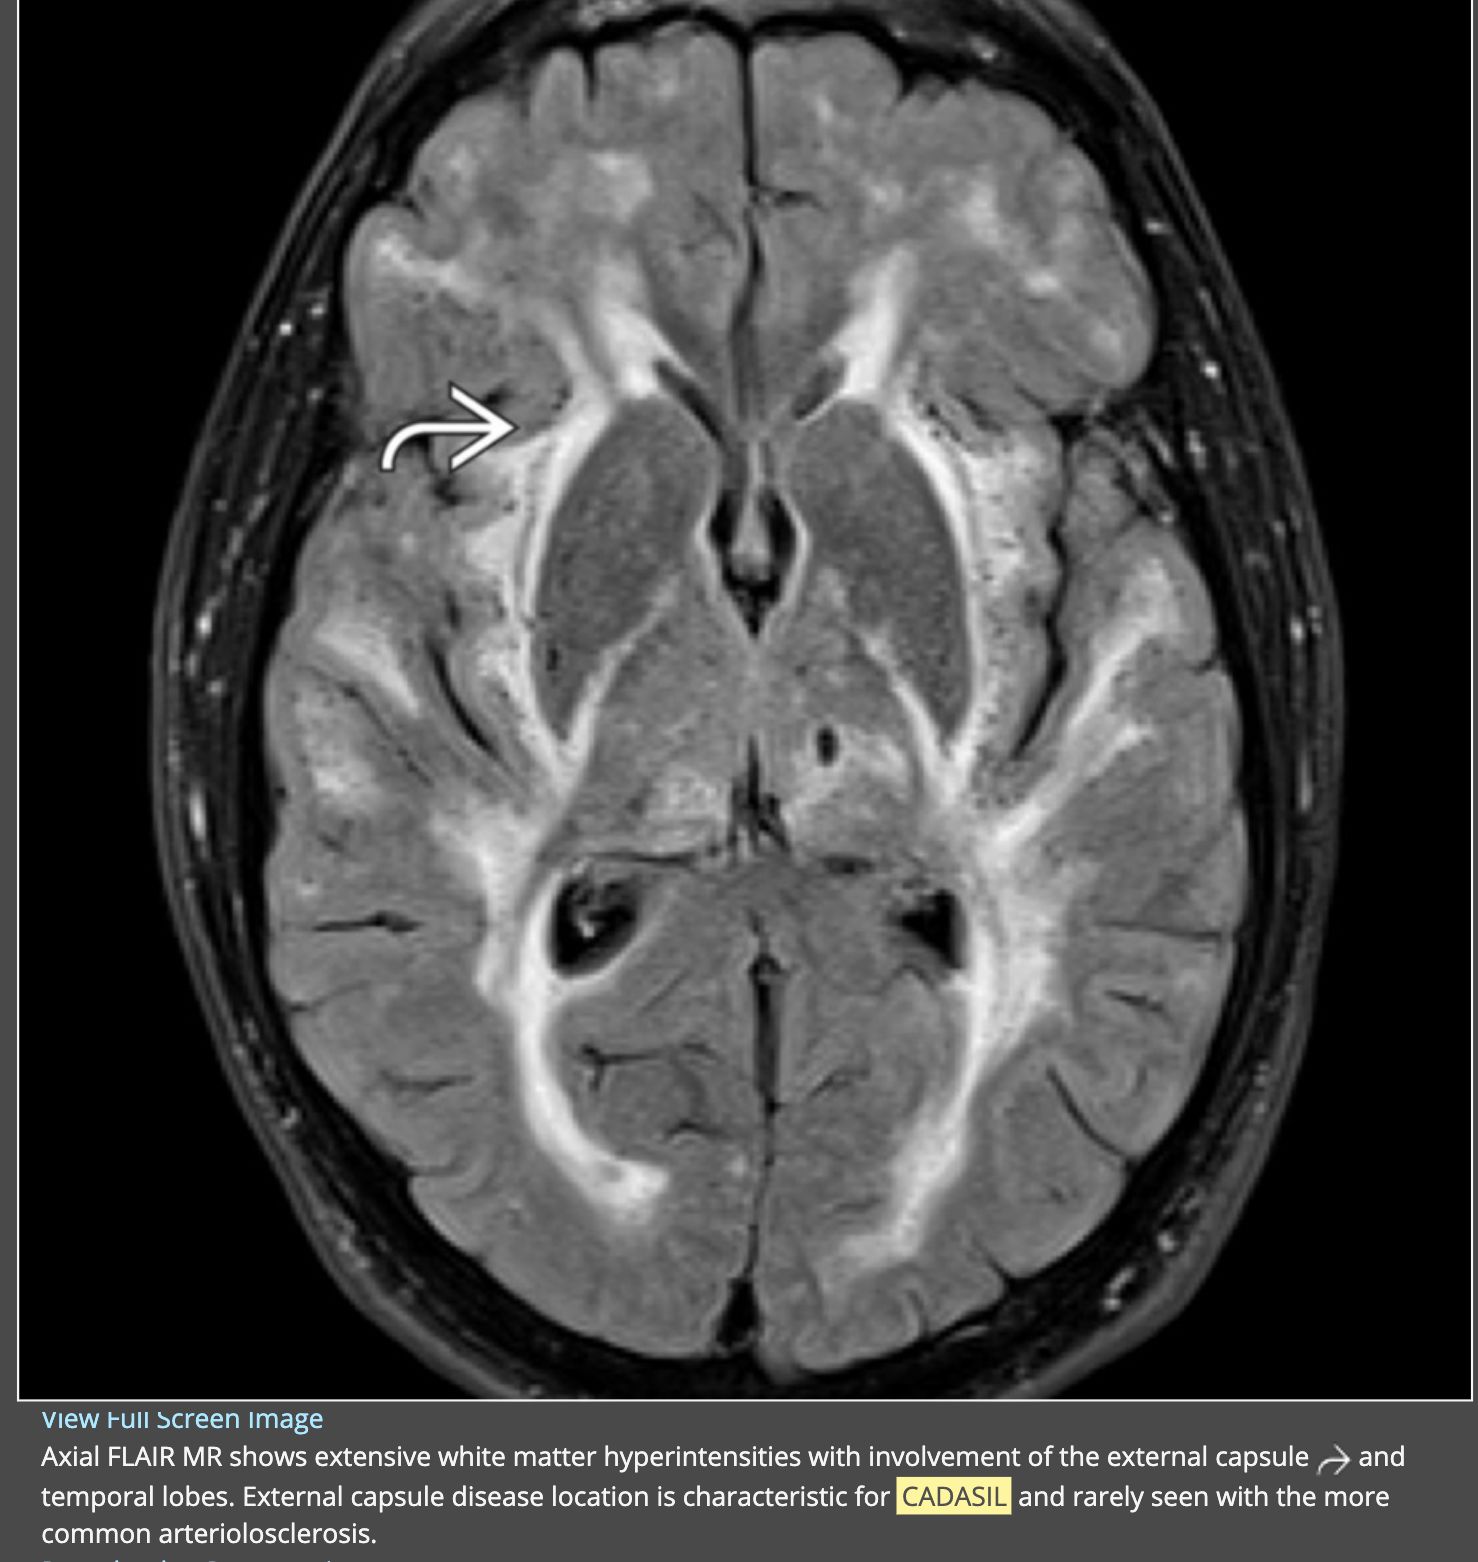 View Full Screen Image
Axial FLAIR MR shows extensive white matter hyperintensities with involvement of the external capsule and
temporal lobes. External capsule disease location is characteristic for CADASIL and rarely seen with the more
common arteriolosclerosis.